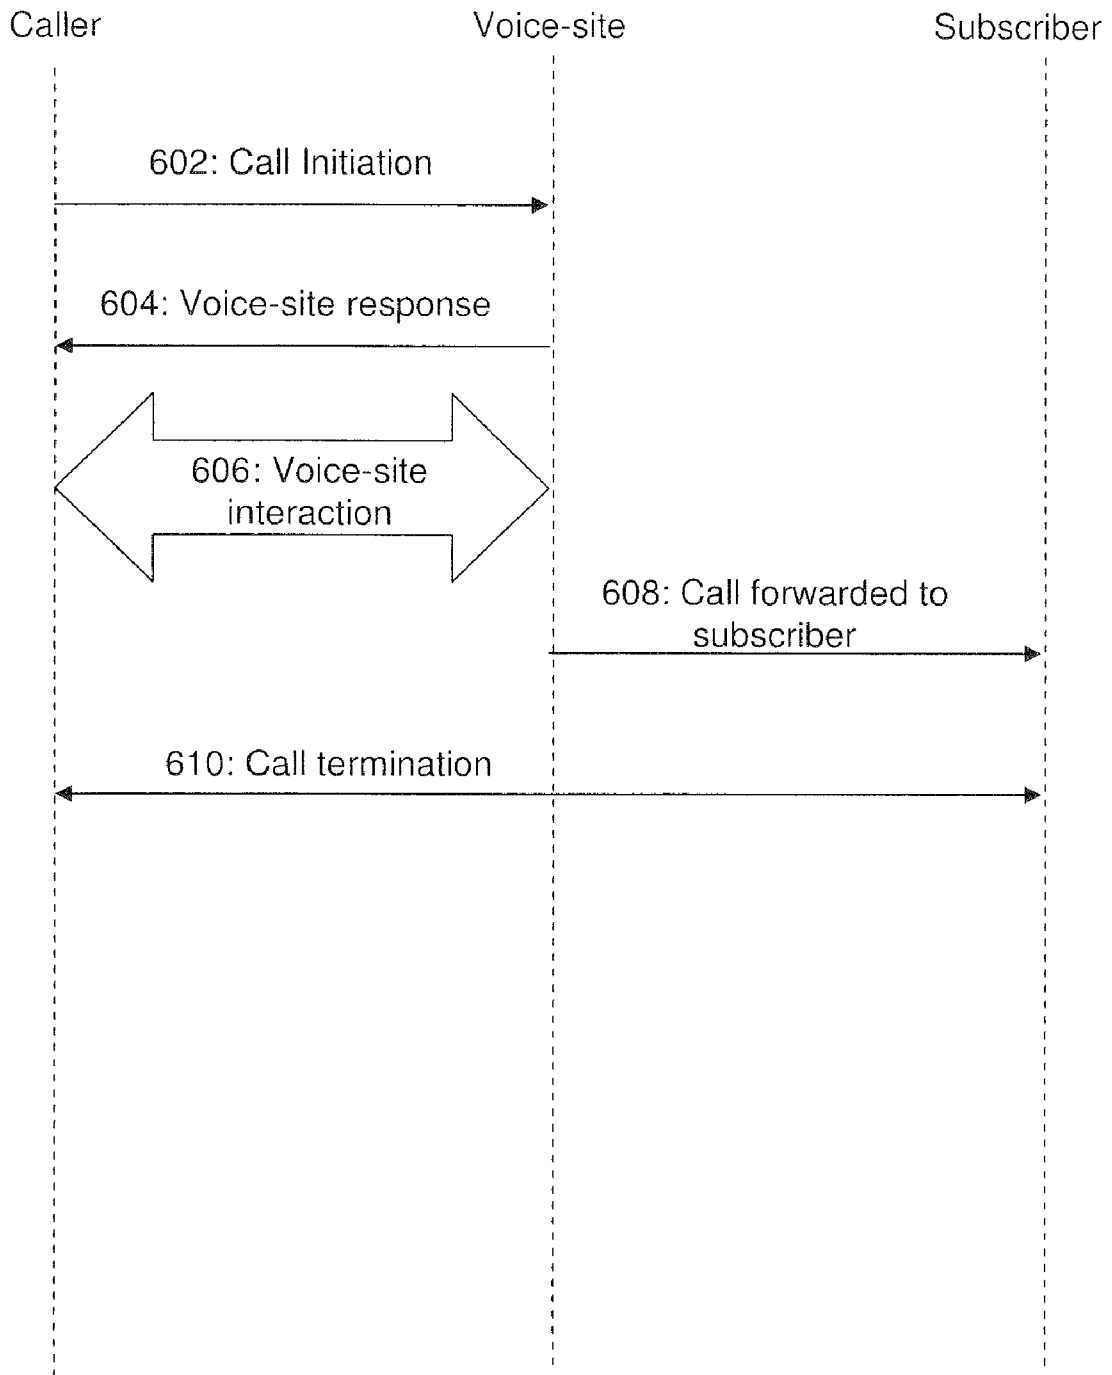 Caller
Voice-site
Subscriber
602: Call Initiation
604: Voice-site response
606: Voice-site
interaction
608: Call forwarded to
subscriber
610: Call termination